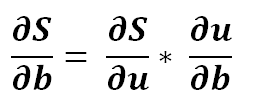 ∂S/∂b = ∂S/∂u * ∂u/∂b